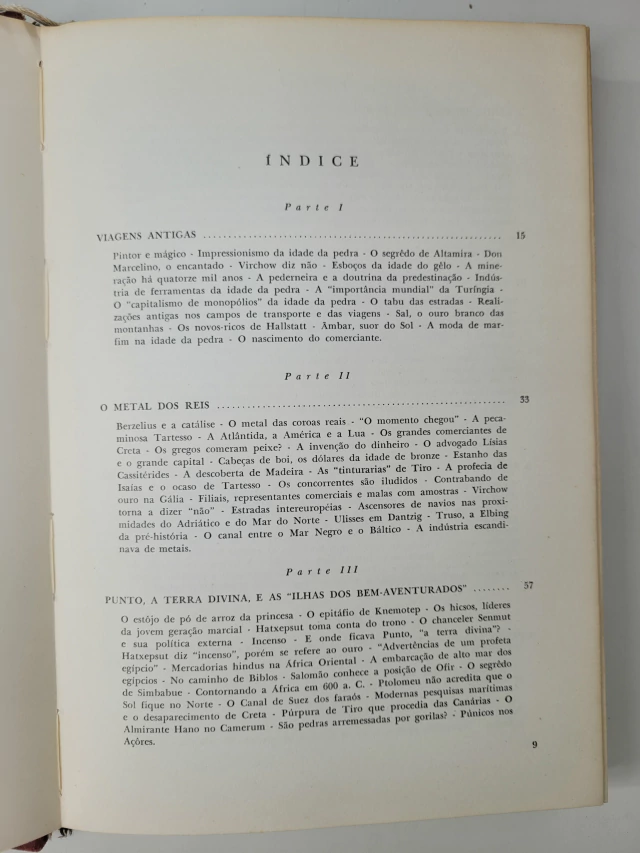 ÍNDICE
Parte I
VIAGENS ANTIGAS ........................................................ 15
Pintor e mágico - Impressionismo da idade da pedra - O segrêdo de Altamira - Don
Marcelino, o encantado - Virchow diz não - Esboços da idade do gêlo - A mine-
ração há quatorze mil anos - A pederneira e a doutrina da predestinação - Indús-
tria de ferramentas da idade da pedra - A "importância mundial" da Turíngia -
O "capitalismo de monopólios" da idade da pedra - O tabu das estradas - Reali-
zações antigas nos campos de transporte e das viagens - Sal, o ouro branco das
montanhas - Os novos-ricos de Hallstatt - Âmbar, suor do Sol - A moda de mar-
fim na idade da pedra - O nascimento do comerciante.
Parte II
O METAL DOS REIS ........................................................ 33
Berzelius e a catálise - O metal das coroas reais - "O momento chegou" - A peca-
minosa Tartesso - A Atlântida, a América e a Lua - Os grandes comerciantes de
Creta - Os gregos comeram peixe? - A invenção do dinheiro - O advogado Lísias
e o grande capital - Cabeças de boi, os dólares da idade de bronze - Estanho das
Cassitérides - A descoberta de Madeira - As "tinturarias" de Tiro - A profecia de
Isaías e o ocaso de Tartesso - Os concorrentes são iludidos - Contrabando de
ouro na Gália - Filiais, representantes comerciais e malas com amostras - Virchow
torna a dizer "não" - Estradas intereuropéias - Ascensores de navios nas proxi-
midades do Adriático e do Mar do Norte - Ulisses em Dantzig - Truso, a Elbing
da pré-história - O canal entre o Mar Negro e o Báltico - A indústria escandi-
nava de metais.
Parte III
PUNTO, A TERRA DIVINA, E AS "ILHAS DOS BEM-AVENTURADOS" ........ 57
O estôjo de pó de arroz da princesa - O epitáfio de Knemotep - Os hicsos, líderes
da jovem geração marcial - Hatxepsut toma conta do trono - O chanceler Senmut
e sua política externa - Incenso - E onde ficava Punto, "a terra divina"? -
Hatxepsut diz "incenso", porém se refere ao ouro - "Advertências de um profeta
egípcio" - Mercadorias hindus na África Oriental - A embarcação de alto mar dos
egípcios - No caminho de Biblos - Salomão conhece a posição de Ofir - O segrêdo
de Simbabue - Contornando a África em 600 a. C. - Ptolomeu não acredita que o
Sol fique no Norte - O Canal de Suez dos faraós - Modernas pesquisas marítimas
e o desaparecimento de Creta - Púrpura de Tiro que procedia das Canárias - O
Almirante Hano no Camerum - São pedras arremessadas por gorilas? - Púnicos nos
Açôres.
9